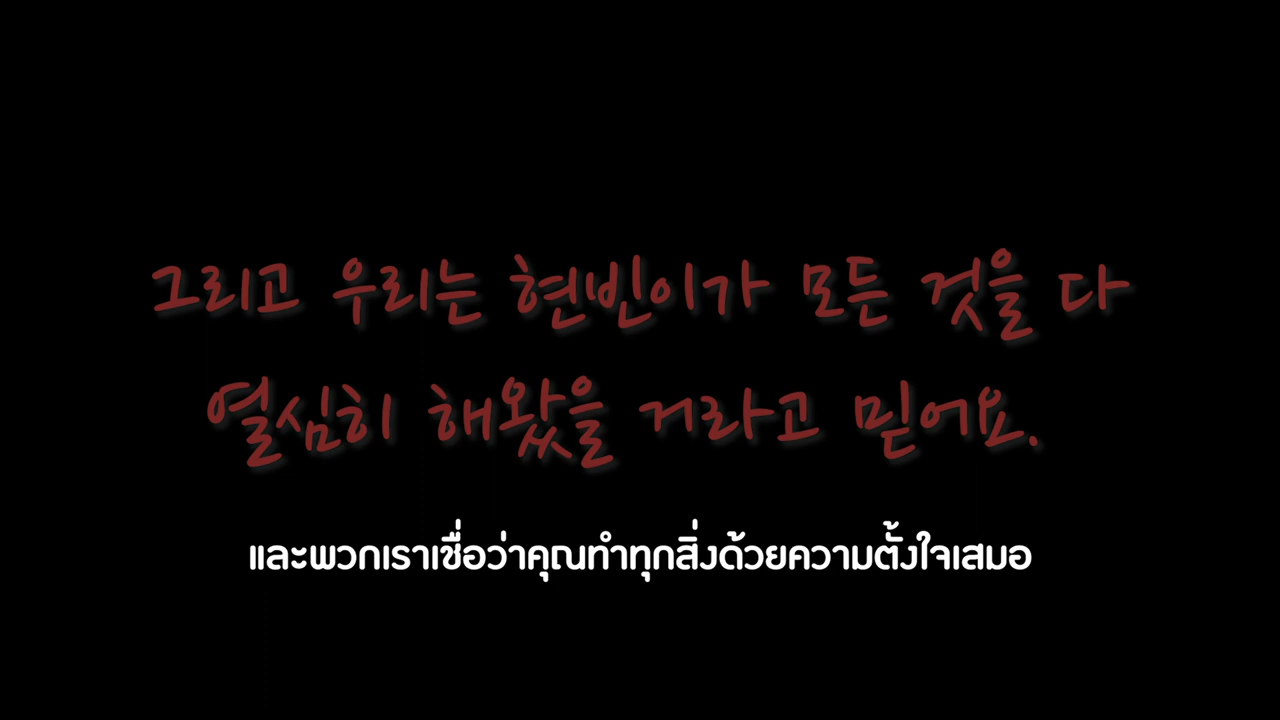 그리고 우리는 현빈이가 모든 것을 다
열심히 해왔을 거라고 믿어요.
และพวกเราเชื่อว่าคุณทำทุกสิ่งด้วยความตั้งใจเสมอ